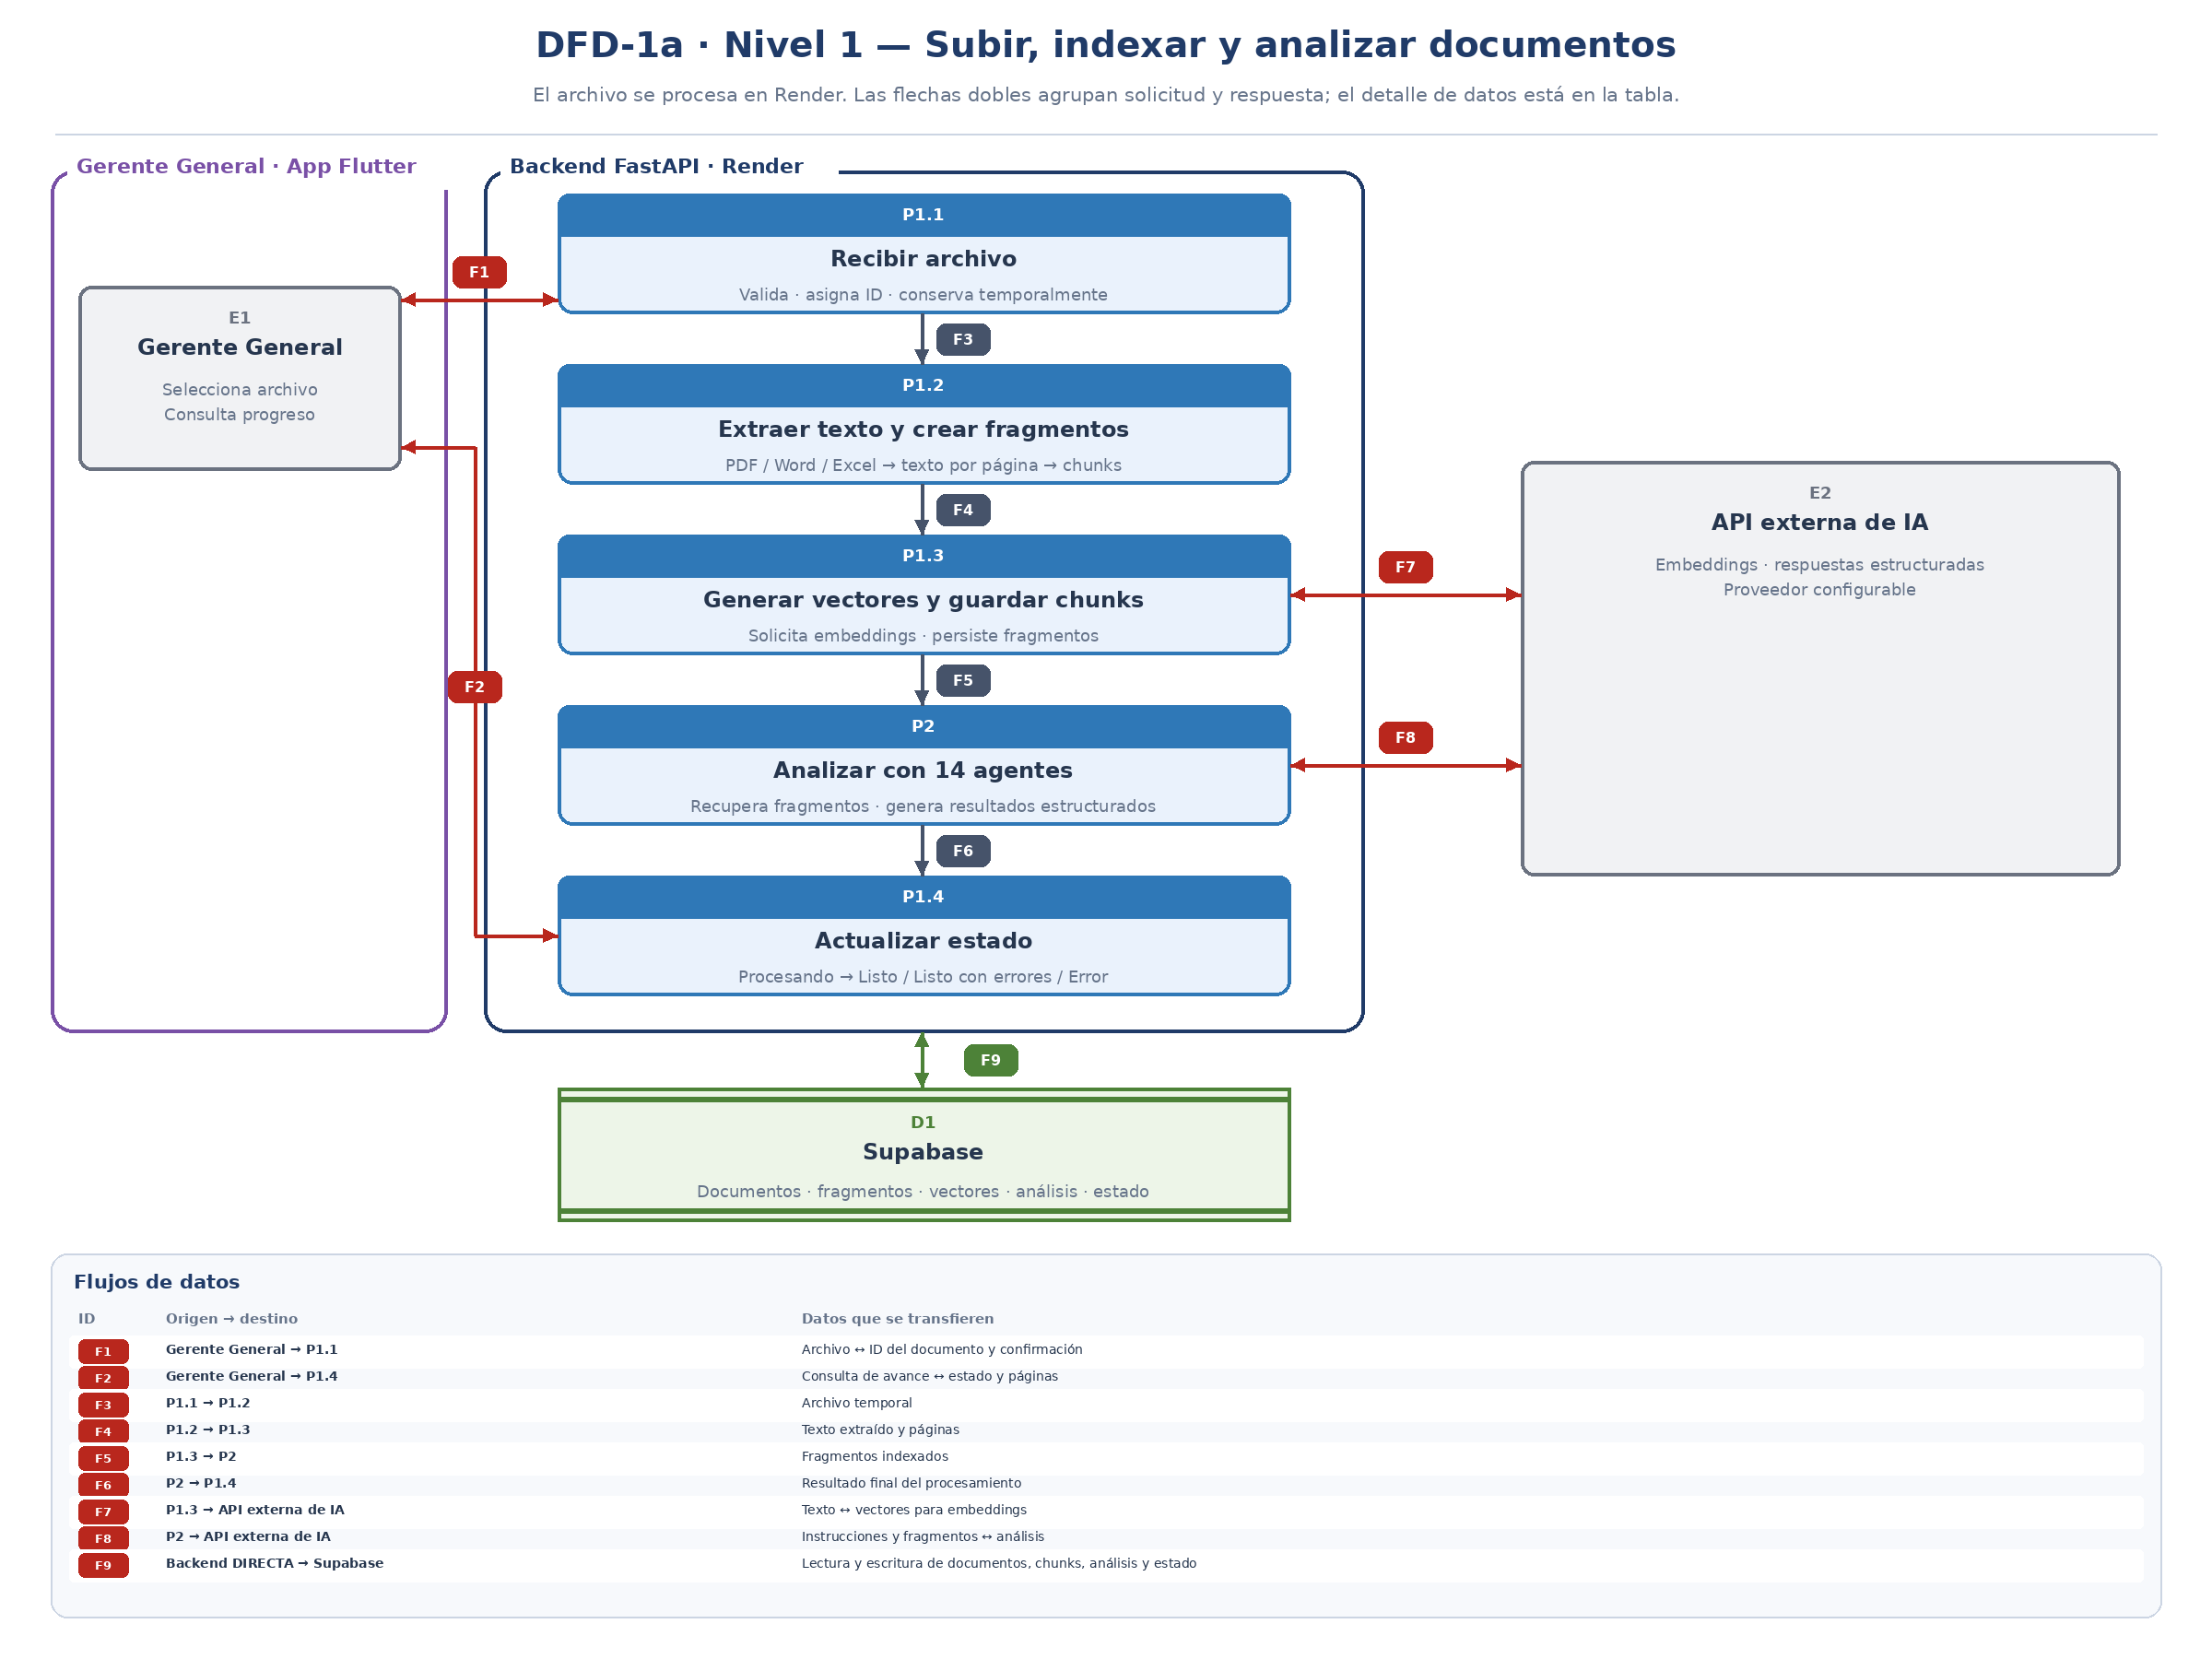 DFD-1a · Nivel 1 — Subir, indexar y analizar documentos
El archivo se procesa en Render. Las flechas dobles agrupan solicitud y respuesta; el detalle de datos está en la tabla.
Gerente General · App Flutter
Backend FastAPI · Render
P1.1
Recibir archivo
Valida · asigna ID · conserva temporalmente
F1
E1
Gerente General
Selecciona archivo
Consulta progreso
F3
P1.2
Extraer texto y crear fragmentos
PDF / Word / Excel → texto por página → chunks
F4
P1.3
Generar vectores y guardar chunks
Solicita embeddings · persiste fragmentos
F7
E2
API externa de IA
Embeddings · respuestas estructuradas
Proveedor configurable
F2
F5
P2
Analizar con 14 agentes
Recupera fragmentos · genera resultados estructurados
F8
F6
P1.4
Actualizar estado
Procesando → Listo / Listo con errores / Error
F9
D1
Supabase
Documentos · fragmentos · vectores · análisis · estado
Flujos de datos
ID Origen → destino Datos que se transfieren
F1 Gerente General → P1.1 Archivo ↔ ID del documento y confirmación
F2 Gerente General → P1.4 Consulta de avance ↔ estado y páginas
F3 P1.1 → P1.2 Archivo temporal
F4 P1.2 → P1.3 Texto extraído y páginas
F5 P1.3 → P2 Fragmentos indexados
F6 P2 → P1.4 Resultado final del procesamiento
F7 P1.3 → API externa de IA Texto ↔ vectores para embeddings
F8 P2 → API externa de IA Instrucciones y fragmentos ↔ análisis
F9 Backend DIRECTA → Supabase Lectura y escritura de documentos, chunks, análisis y estado